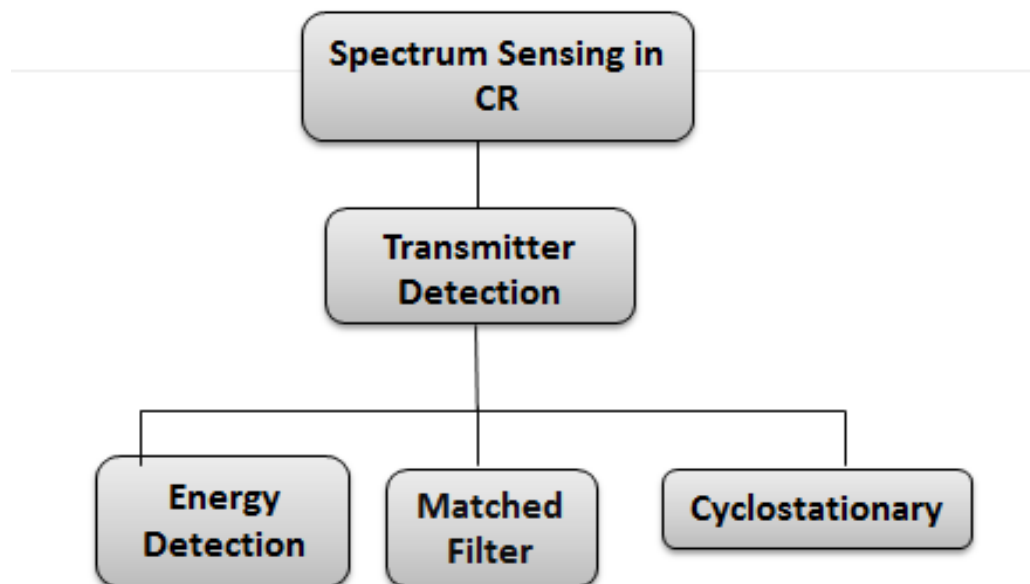 Spectrum Sensing in
CR
Transmitter
Detection
Energy
Detection
Matched
Filter
Cyclostationary